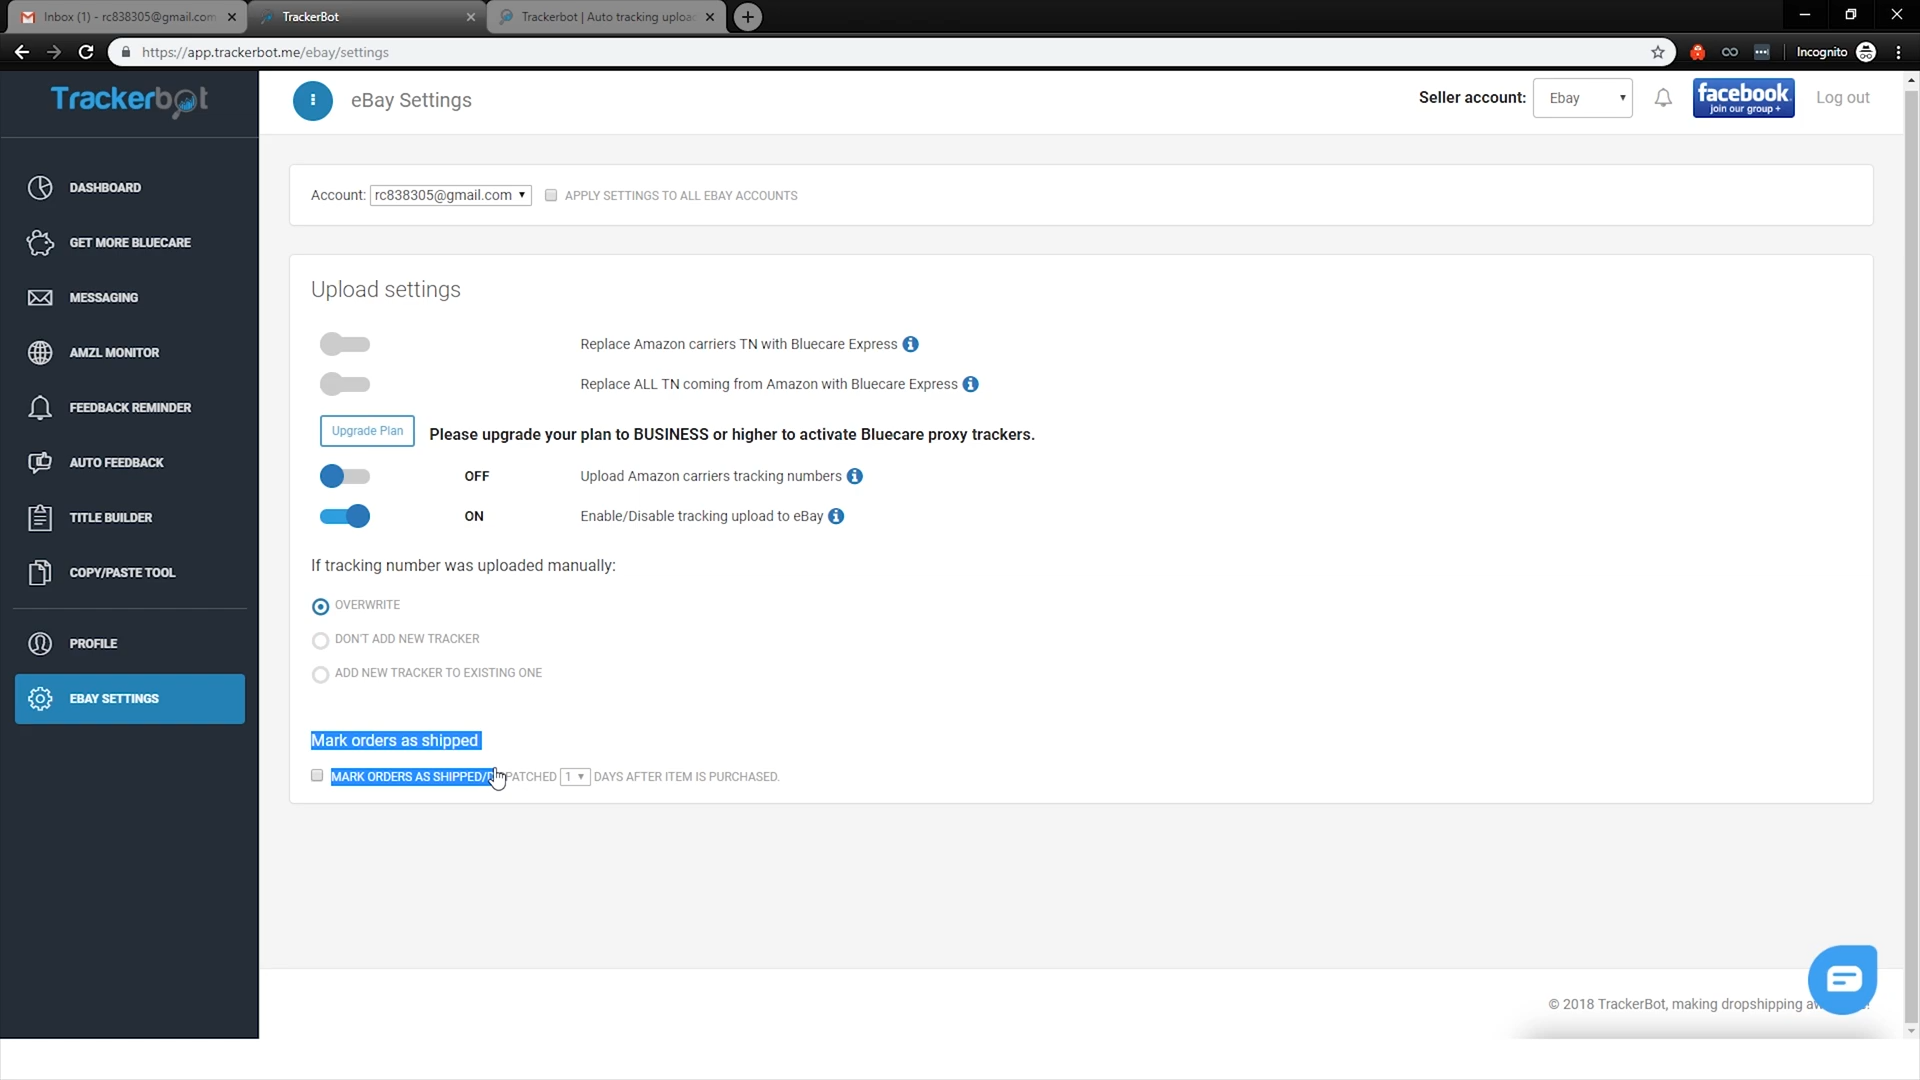 Inbox (1) - rc838305@gmail.com
TrackerBot
Trackerbot | Auto tracking uploa
https://app.trackerbot.me/ebay/settings
Incognito
Trackerbot
eBay Settings
Seller account:
Ebay
facebook
join our group +
Log out
DASHBOARD
GET MORE BLUECARE
MESSAGING
AMZL MONITOR
FEEDBACK REMINDER
AUTO FEEDBACK
TITLE BUILDER
COPY/PASTE TOOL
PROFILE
EBAY SETTINGS
Account: rc838305@gmail.com APPLY SETTINGS TO ALL EBAY ACCOUNTS
Upload settings
Replace Amazon carriers TN with Bluecare Express
Replace ALL TN coming from Amazon with Bluecare Express
Upgrade Plan Please upgrade your plan to BUSINESS or higher to activate Bluecare proxy trackers.
OFF Upload Amazon carriers tracking numbers
ON Enable/Disable tracking upload to eBay
If tracking number was uploaded manually:
OVERWRITE
DON'T ADD NEW TRACKER
ADD NEW TRACKER TO EXISTING ONE
Mark orders as shipped
MARK ORDERS AS SHIPPED/DISPATCHED 1 DAYS AFTER ITEM IS PURCHASED.
© 2018 TrackerBot, making dropshipping